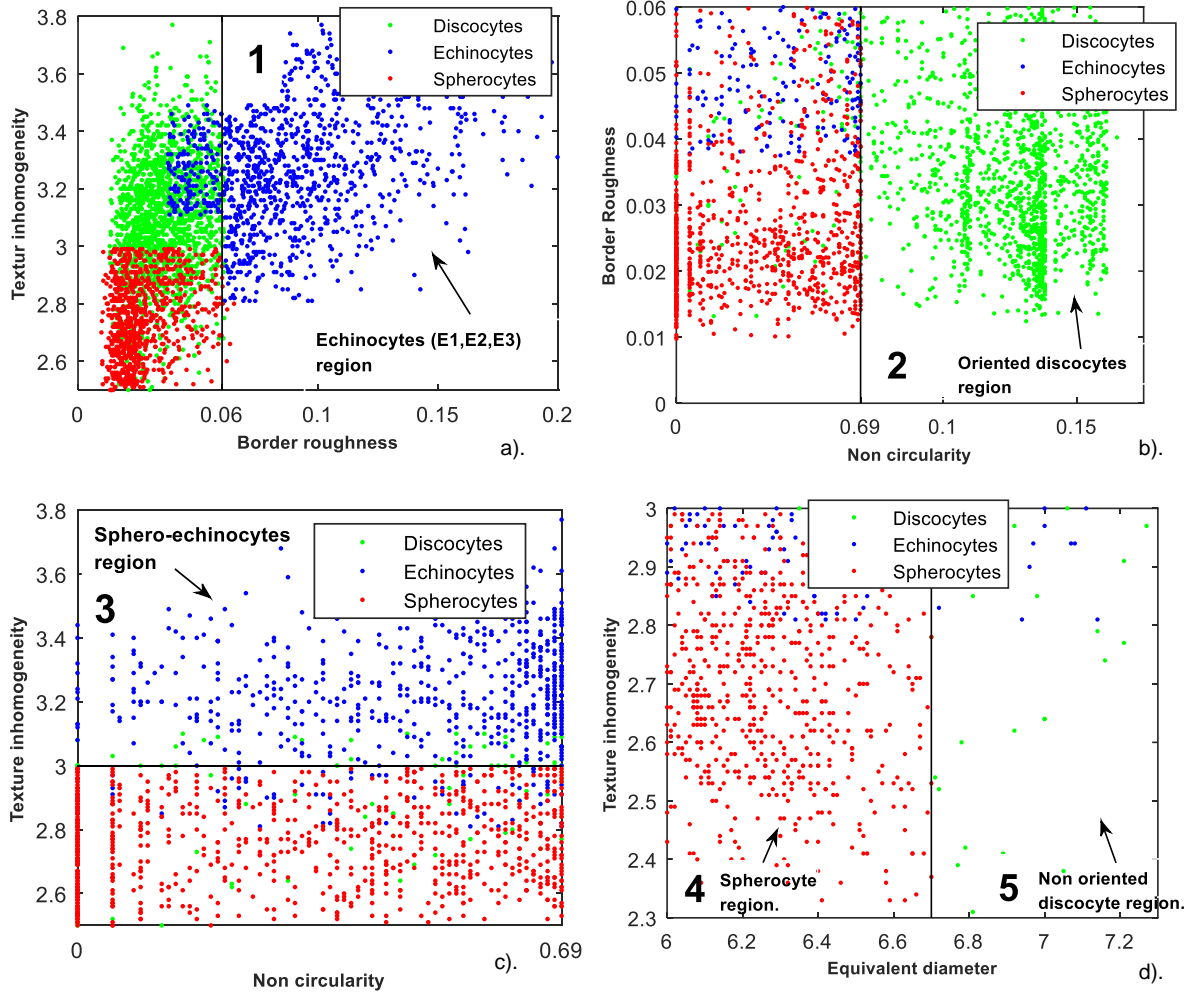 3.8
3.6
3.4
3.2
3
2.8
2.6
Textur inhomogeneity
1
Discocytes
Echinocytes
Spherocytes
Echinocytes (E1,E2,E3)
region
0
0.06
0.1
0.15
0.2
Border roughness
a).
0.06
0.05
0.06
0.04
0.03
0.02
0.01
0
Border Roughness
Discocytes
Echinocytes
Spherocytes
2
Oriented discocytes
region
0
0.69
0.1
0.15
Non circularity
b).
3.8
3.6
3.4
3.2
3
2.8
2.6
Texture inhomogeneity
Sphero-echinocytes
region
3
Discocytes
Echinocytes
Spherocytes
0
0.69
Non circularity
c).
3
2.9
2.8
2.7
2.6
2.5
2.4
2.3
Texture inhomogeneity
Discocytes
Echinocytes
Spherocytes
4
Spherocyte
region.
5
Non oriented
discocyte region.
6
6.2
6.4
6.6
6.8
7
7.2
Equivalent diameter
d).